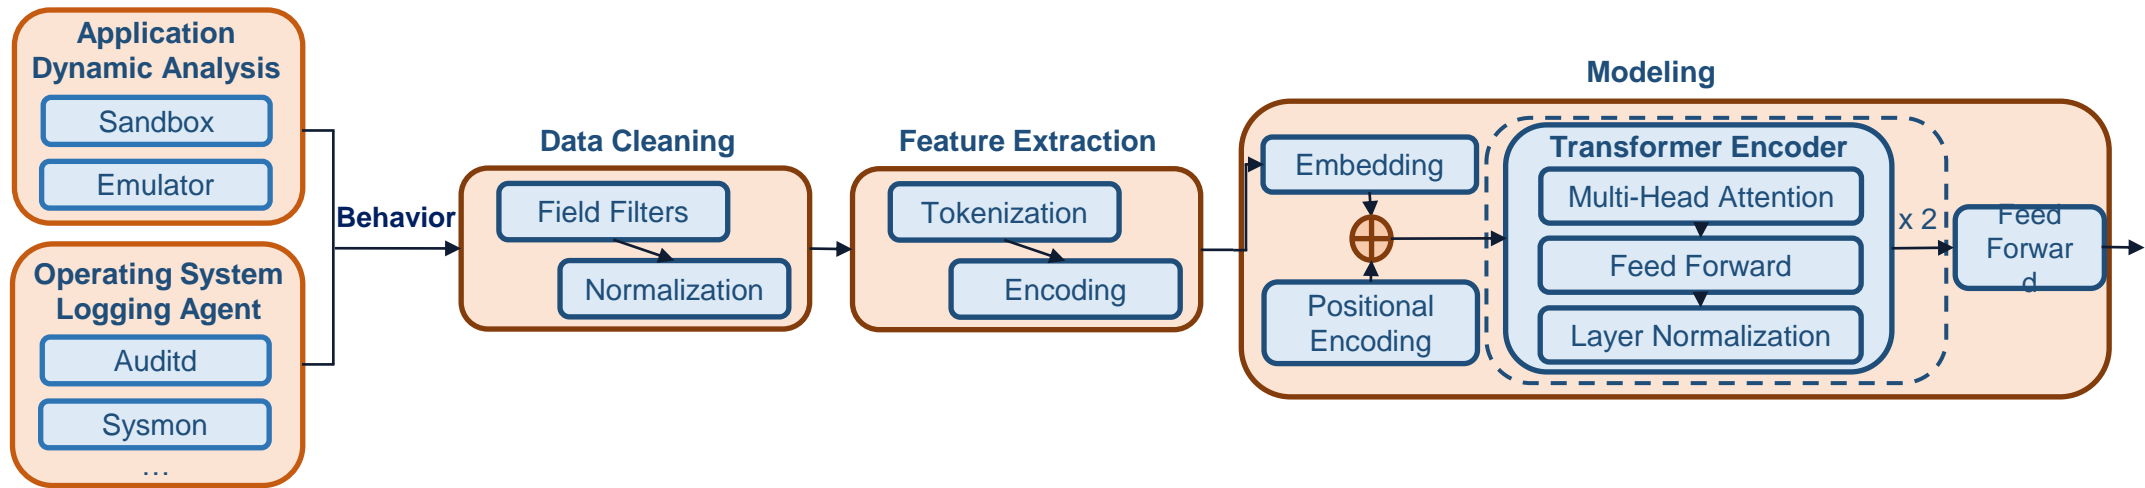 Application
Dynamic Analysis
Sandbox
Emulator
Operating System
Logging Agent
Auditd
Sysmon
...
Behavior
Data Cleaning
Field Filters
Normalization
Feature Extraction
Tokenization
Encoding
Modeling
Embedding
Positional
Encoding
Transformer Encoder
Multi-Head Attention
Feed Forward
Layer Normalization
x 2
Feed
Forwar
d